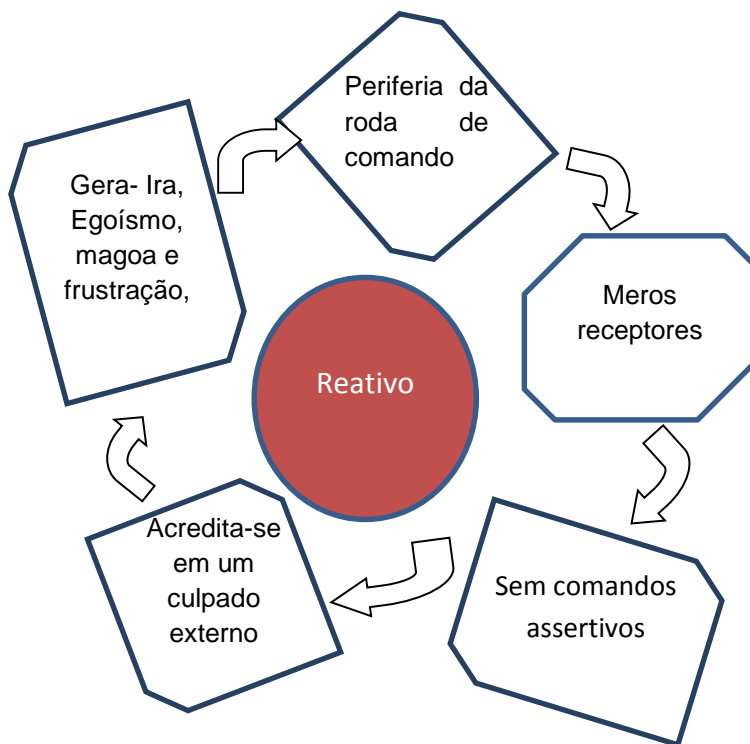 Periferia da
roda de
comando
Meros
receptores
Sem comandos
assertivos
Acredita-se
em um
culpado
externo
Gera- Ira,
Egoísmo,
magoa e
frustração,
Reativo